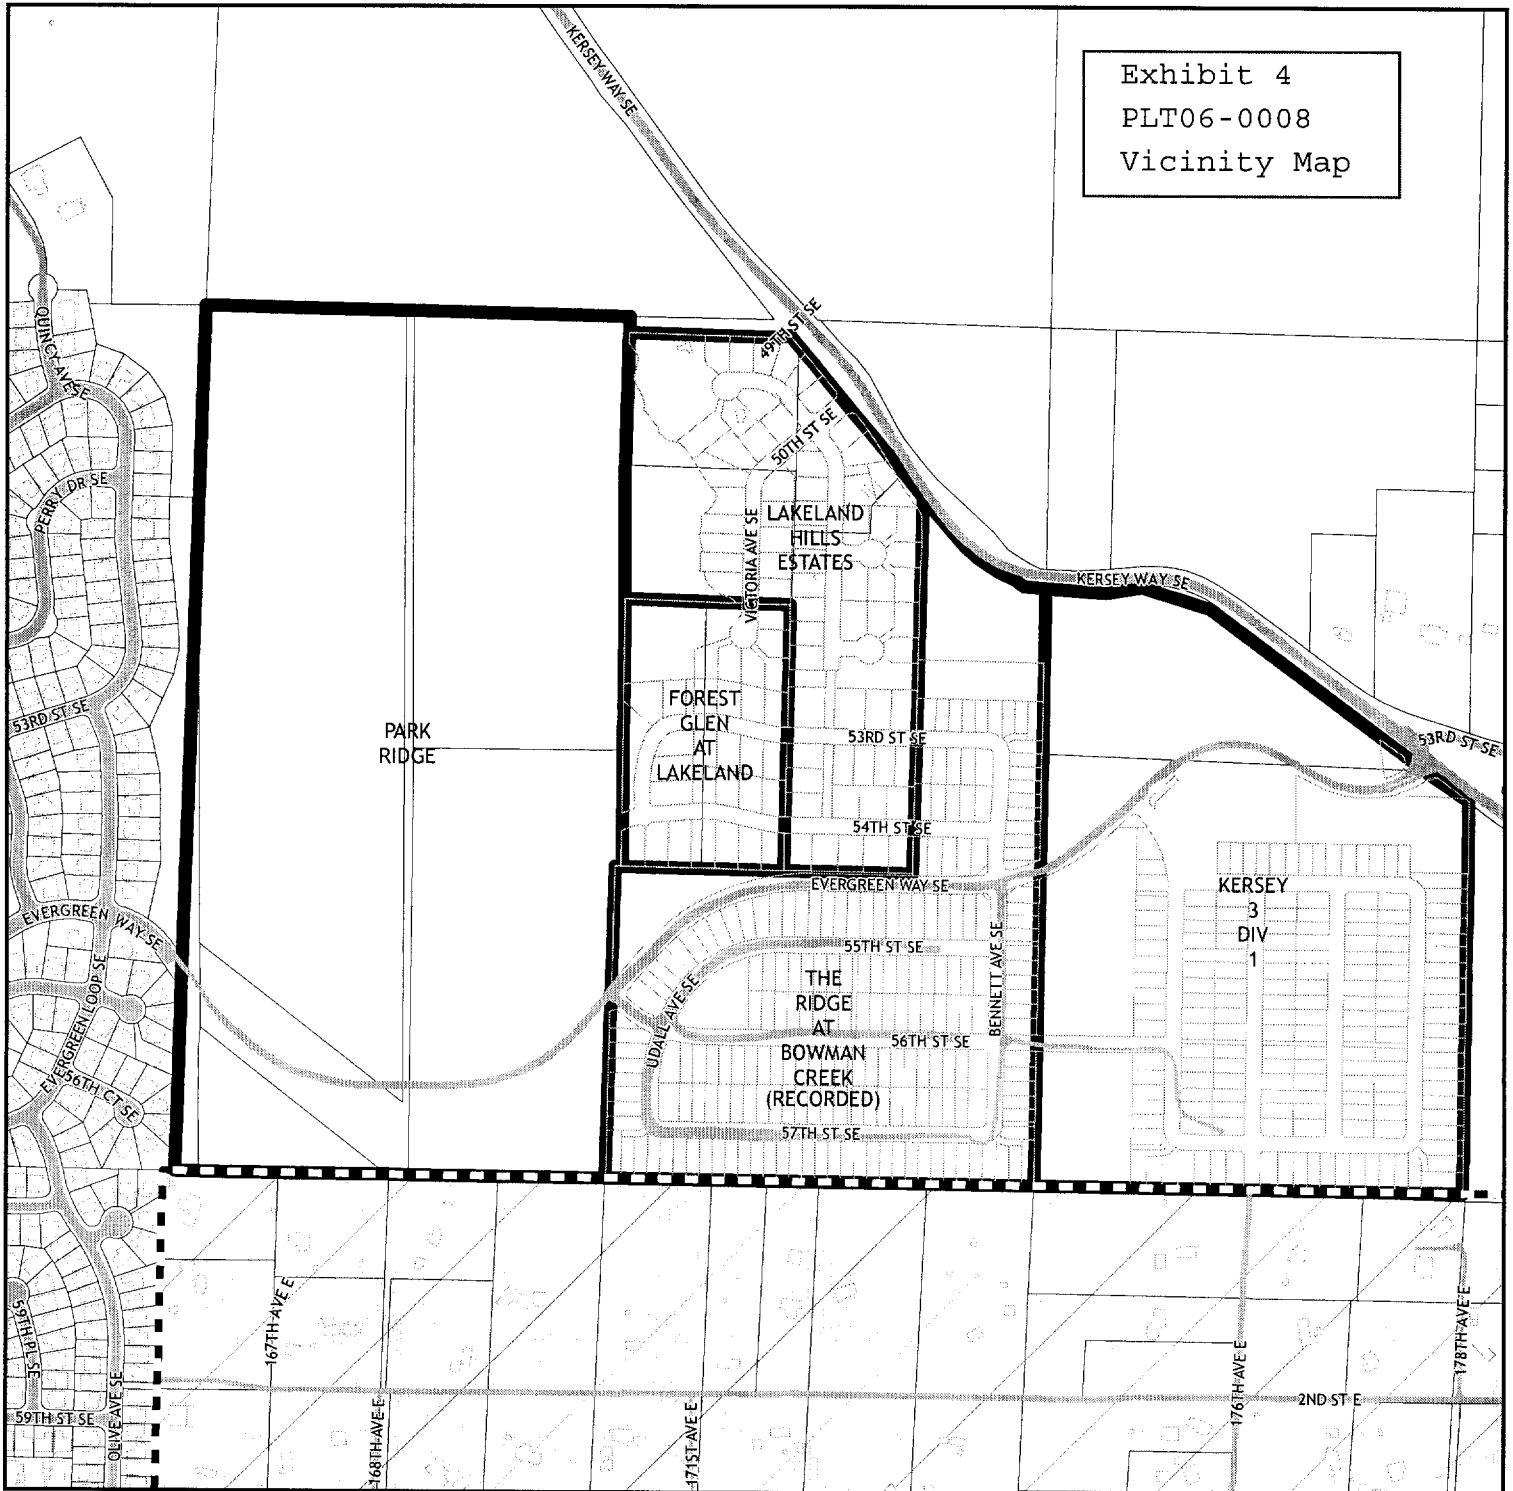 KERSEY WAY SE
Exhibit 4
PLT06-0008
Vicinity Map
49TH ST SE
QUINCY AVE SE
50TH ST SE
PERRY DR SE
VICTORIA AVE SE
LAKELAND
HILLS
ESTATES
KERSEY WAY SE
53RD ST SE
PARK
RIDGE
FOREST
GLEN
AT
LAKELAND
53RD ST SE
53RD ST SE
54TH ST SE
EVERGREEN WAY SE
KERSEY
3
DIV
1
EVERGREEN WAY SE
55TH ST SE
BENNETT AVE SE
THE
RIDGE
AT
BOWMAN
CREEK
(RECORDED)
UDALL AVE SE
56TH ST SE
EVERGREEN LOOP SE
56TH CT SE
57TH ST SE
59TH PL SE
167TH AVE E
178TH AVE E
176TH AVE E
2ND ST E
59TH ST SE
OLIVE AVE SE
168TH AVE E
171ST AVE E